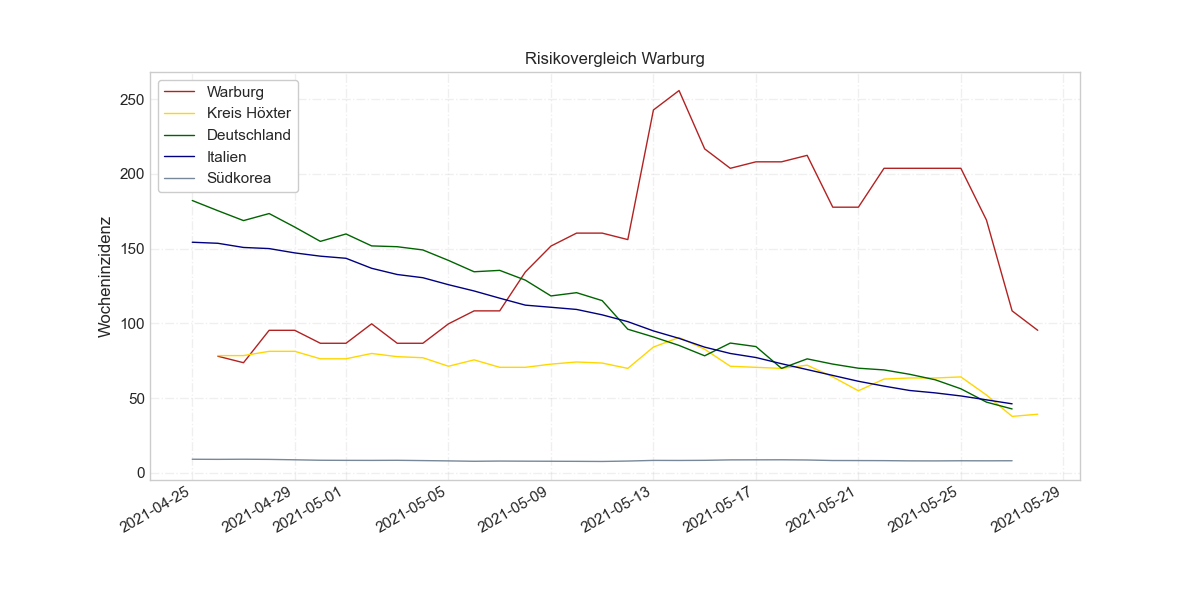 Risikovergleich Warburg
Warburg
Kreis Höxter
Deutschland
Italien
Südkorea
Wocheninzidenz
250
200
150
100
50
0
2021-04-25
2021-04-29
2021-05-01
2021-05-05
2021-05-09
2021-05-13
2021-05-17
2021-05-21
2021-05-25
2021-05-29